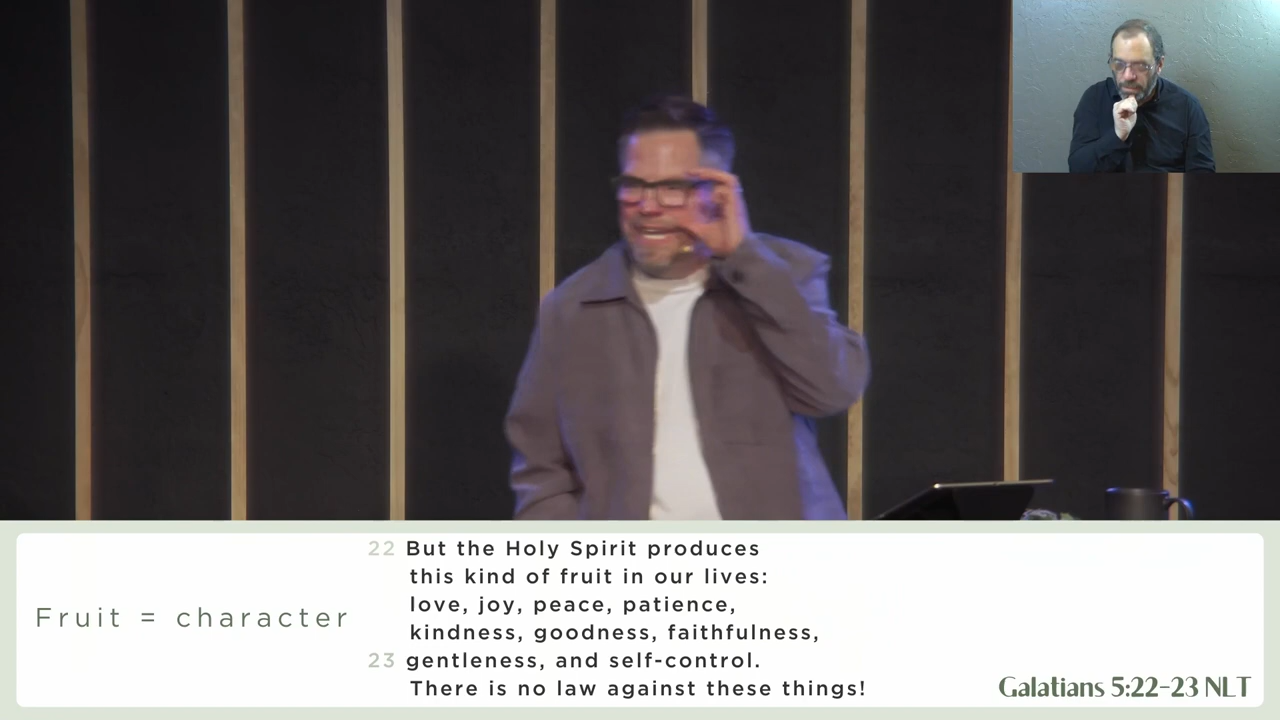 Fruit = character
22 But the Holy Spirit produces
this kind of fruit in our lives:
love, joy, peace, patience,
kindness, goodness, faithfulness,
23 gentleness, and self-control.
There is no law against these things!
Galatians 5:22-23 NLT